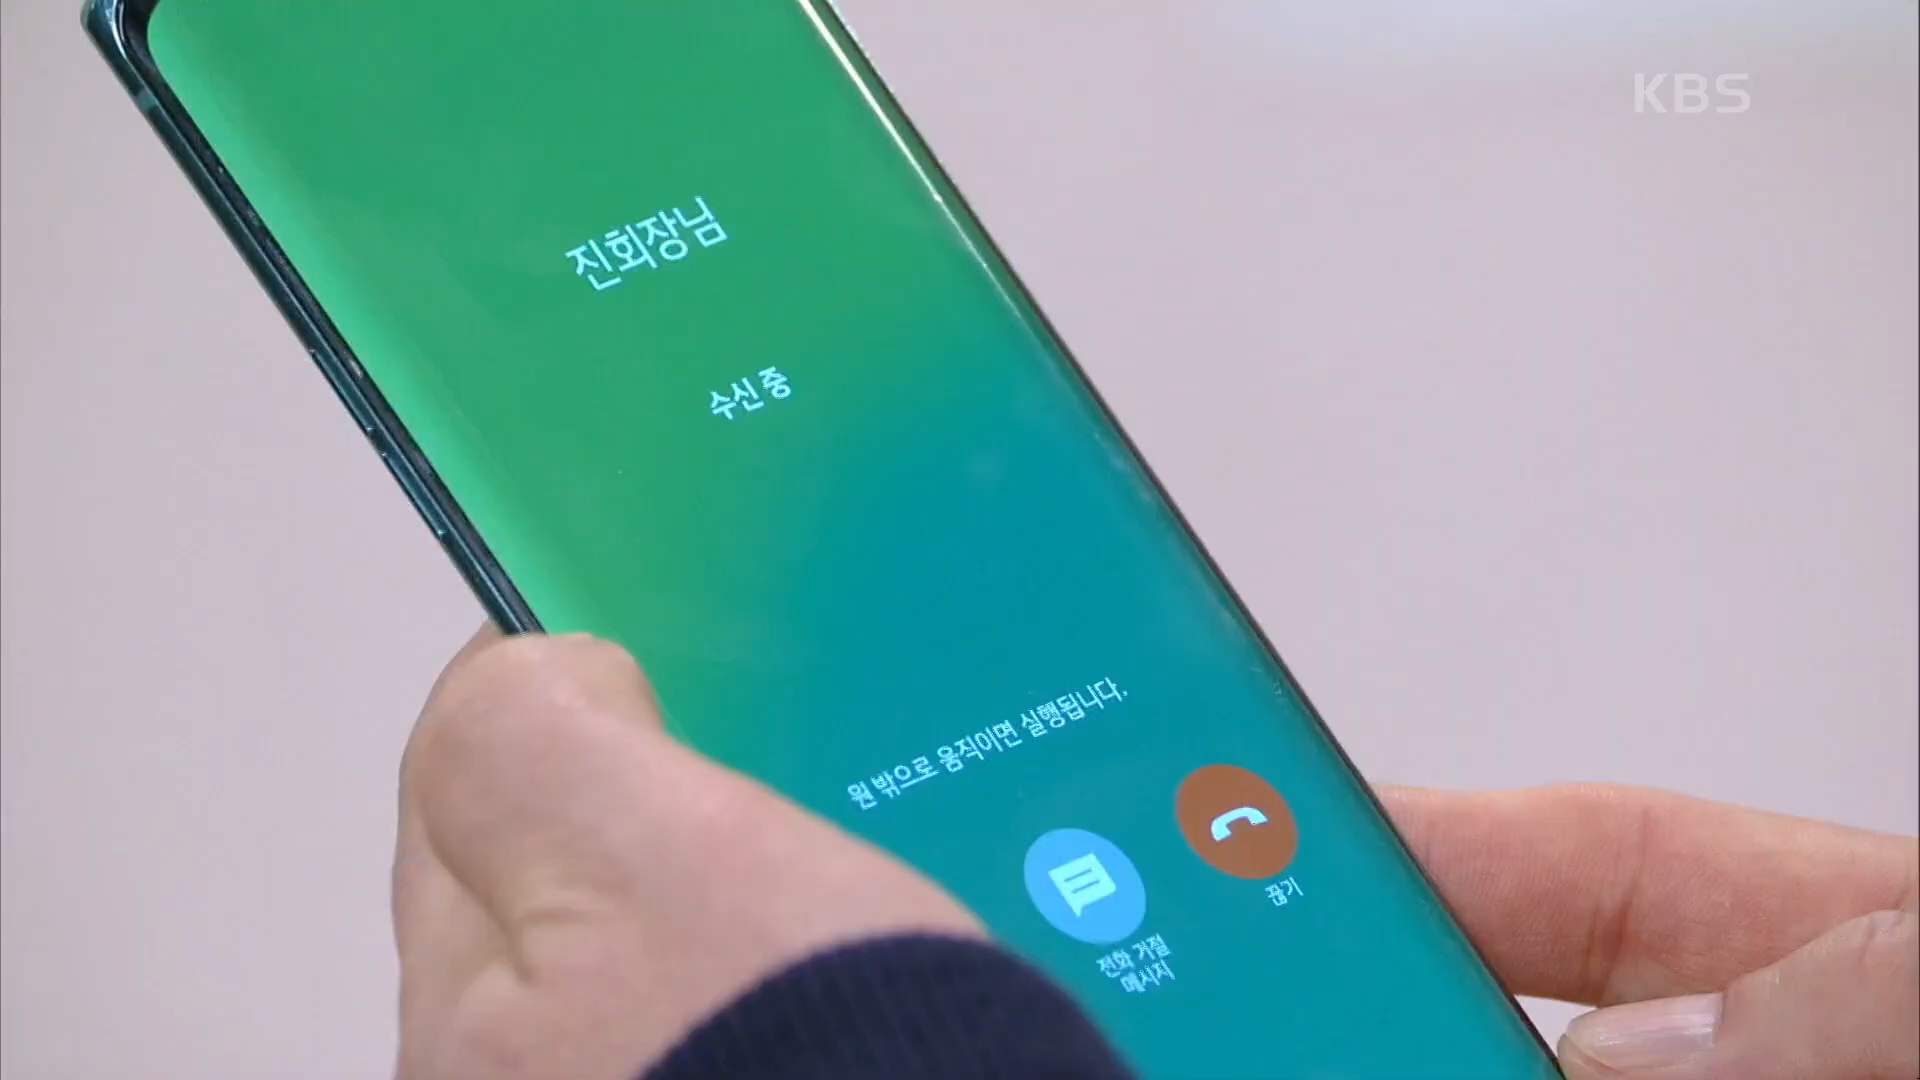 KBS
진회장님
수신 중
원 밖으로 움직이면 실행됩니다.
끊기
전화 거절
메시지